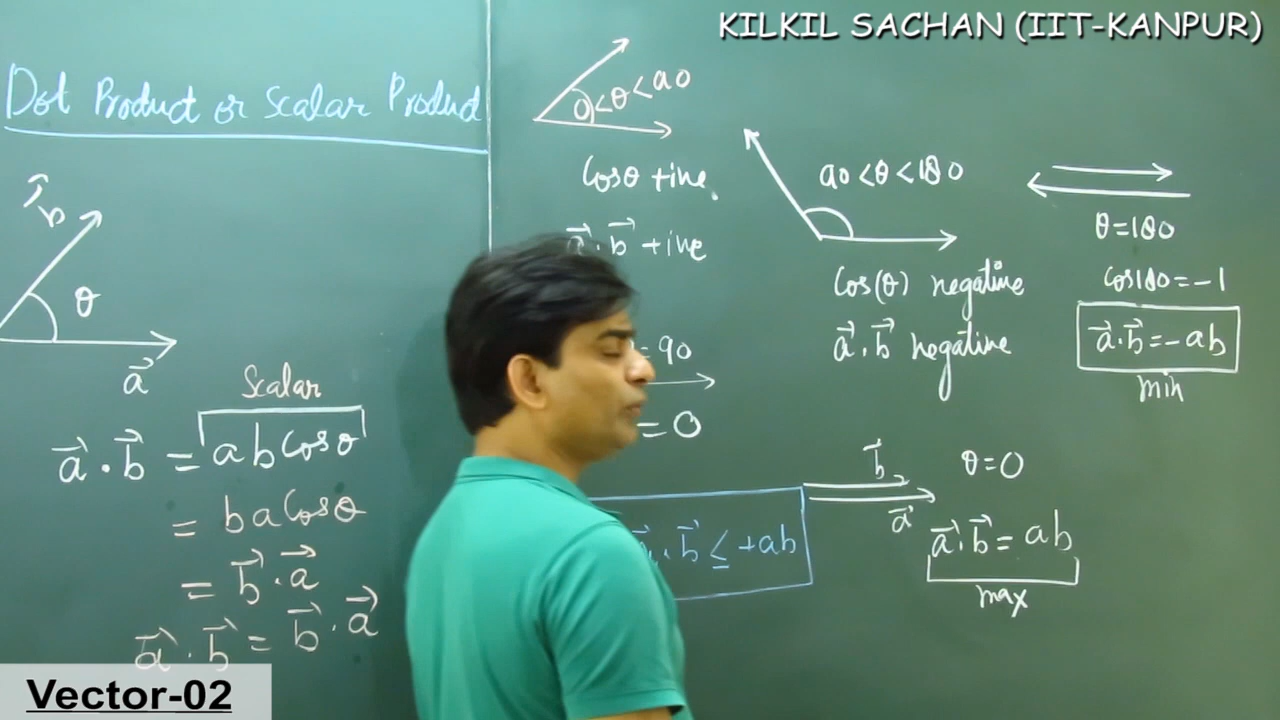 KILKIL SACHAN (IIT-KANPUR)
Dot Product or Scalar Product
b
θ
a
Scalar
a⃗ . b⃗ = ab cosθ
= ba cosθ
= b⃗ . a⃗
a⃗ . b⃗ = b⃗ . a⃗
0<θ<90
cosθ +ive
a⃗ . b⃗ +ive
= 90
= 0
. b⃗ ≤ +ab
90<θ<180
cos(θ) negative
a⃗ . b⃗ negative
θ=180
cos180=-1
a⃗ . b⃗ = -ab
min
b⃗
a⃗
θ=0
a⃗ . b⃗ = ab
max
Vector-02